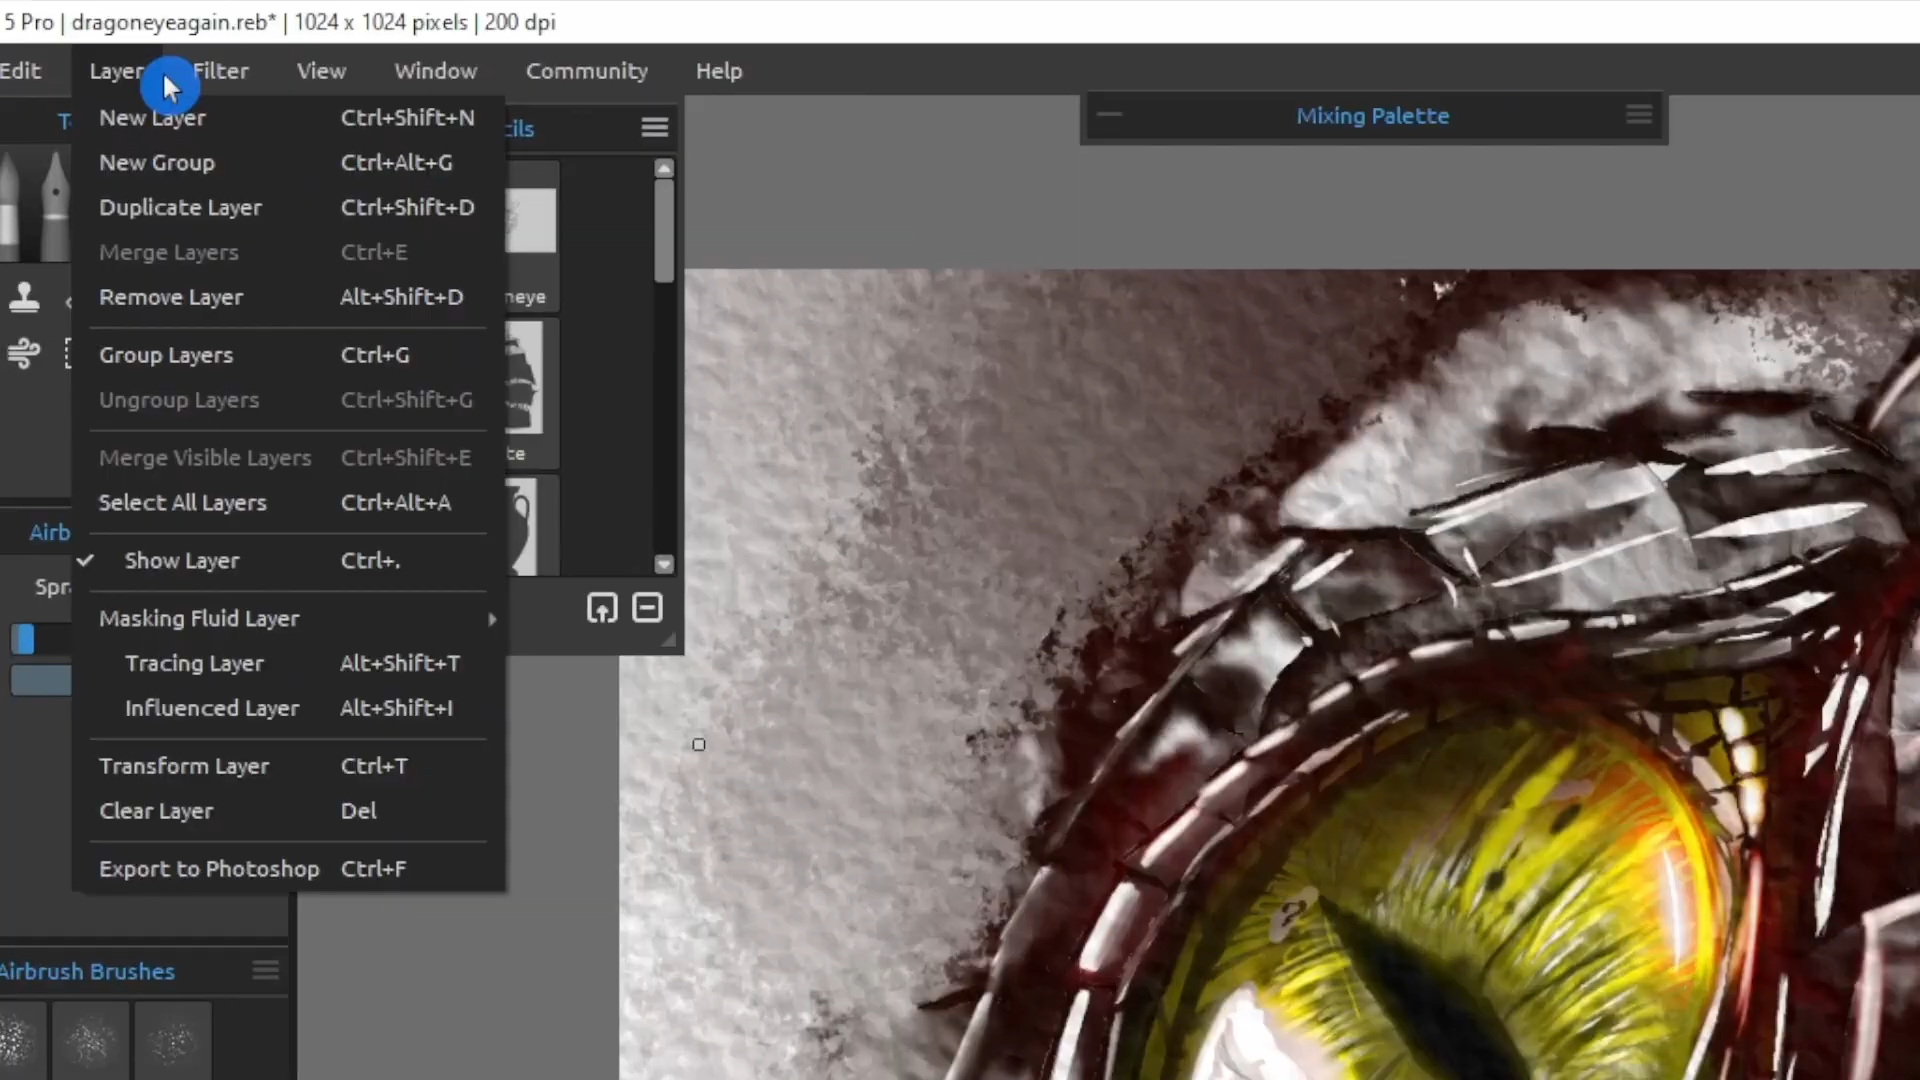 5 Pro | dragoneyeagain.reb* | 1024 x 1024 pixels | 200 dpi
Edit Layer Filter View Window Community Help
New Layer Ctrl+Shift+N
New Group Ctrl+Alt+G
Duplicate Layer Ctrl+Shift+D
Merge Layers Ctrl+E
Remove Layer Alt+Shift+D
Group Layers Ctrl+G
Ungroup Layers Ctrl+Shift+G
Merge Visible Layers Ctrl+Shift+E
Select All Layers Ctrl+Alt+A
Show Layer Ctrl+.
Masking Fluid Layer
Tracing Layer Alt+Shift+T
Influenced Layer Alt+Shift+I
Transform Layer Ctrl+T
Clear Layer Del
Export to Photoshop Ctrl+F
Mixing Palette
Airbrush Brushes